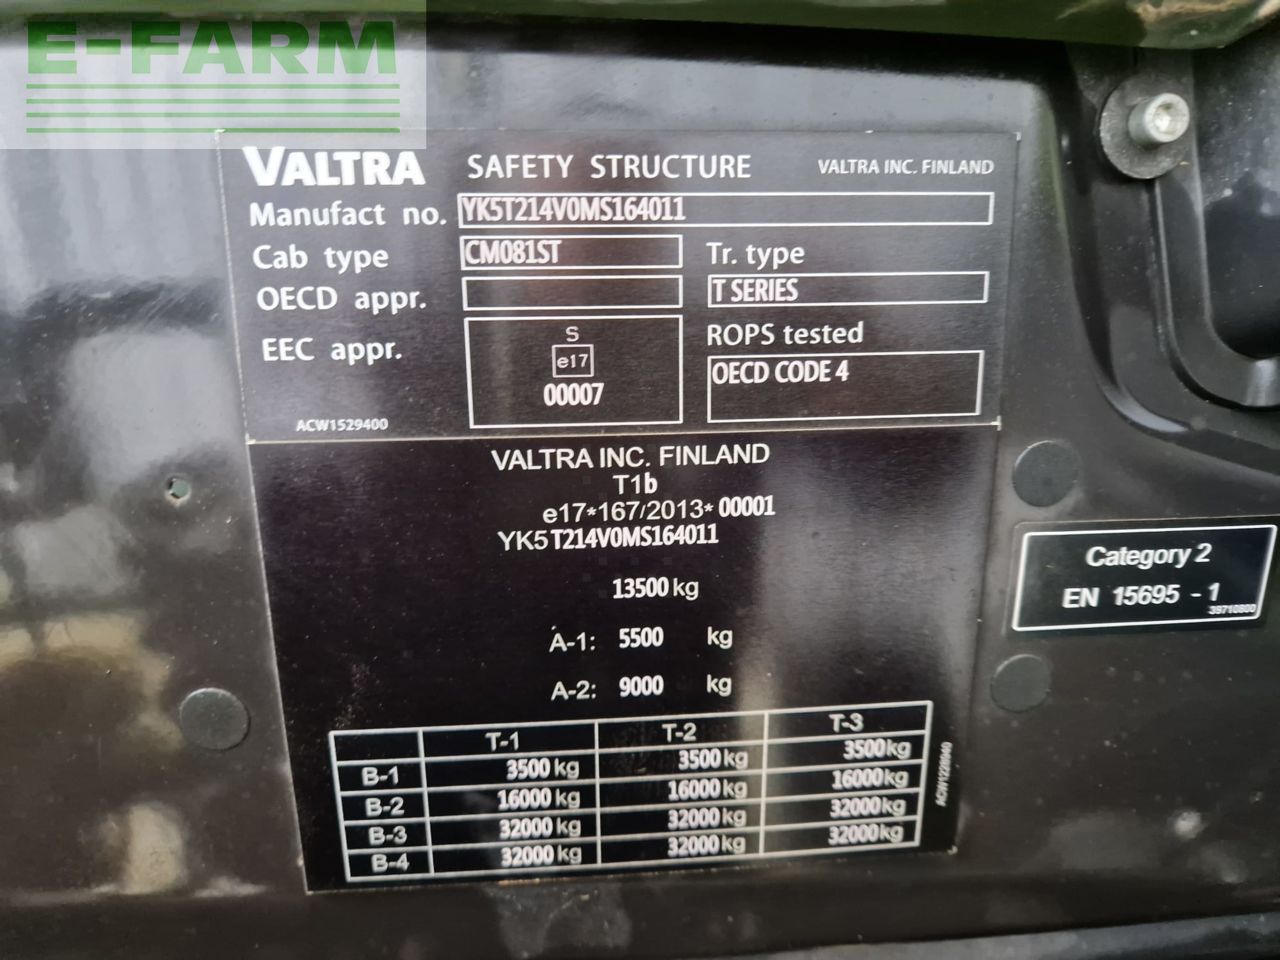 E-FARM
VALTRA SAFETY STRUCTURE VALTRA INC. FINLAND
Manufact no. YK5T214V0MS164011
Cab type CM081ST Tr. type
OECD appr. T SERIES
EEC appr. S ROPS tested
e17 OECD CODE 4
00007
ACW1529400
VALTRA INC. FINLAND
T1b
e17*167/2013*00001
YK5T214V0MS164011
13500 kg
A-1: 5500 kg
A-2: 9000 kg
T-1 T-2 T-3
B-1 3500 kg 3500 kg 3500 kg
B-2 16000 kg 16000 kg 16000 kg
B-3 32000 kg 32000 kg 32000 kg
B-4 32000 kg 32000 kg 32000 kg
ACW1228940
Category 2
EN 15695 - 1
39710800